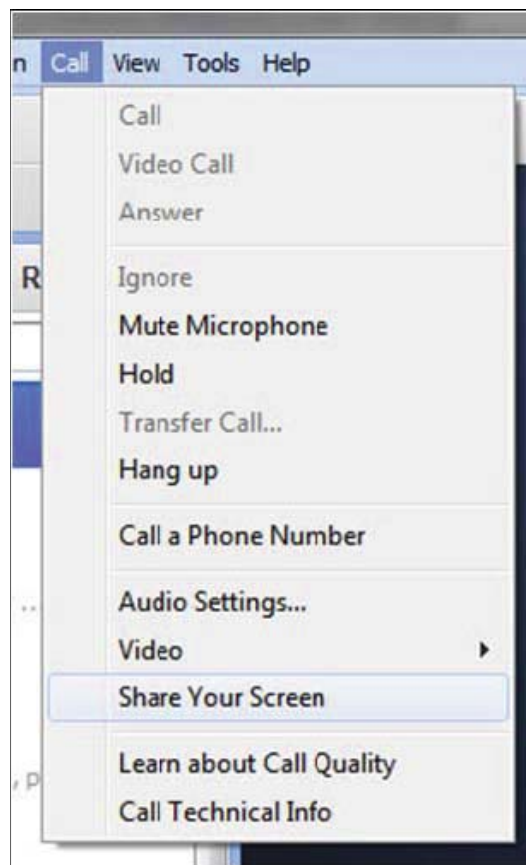 n Call View Tools Help
Call
Video Call
Answer
R
Ignore
Mute Microphone
Hold
Transfer Call...
Hang up
Call a Phone Number
...
Audio Settings...
Video
Share Your Screen
, p
Learn about Call Quality
Call Technical Info